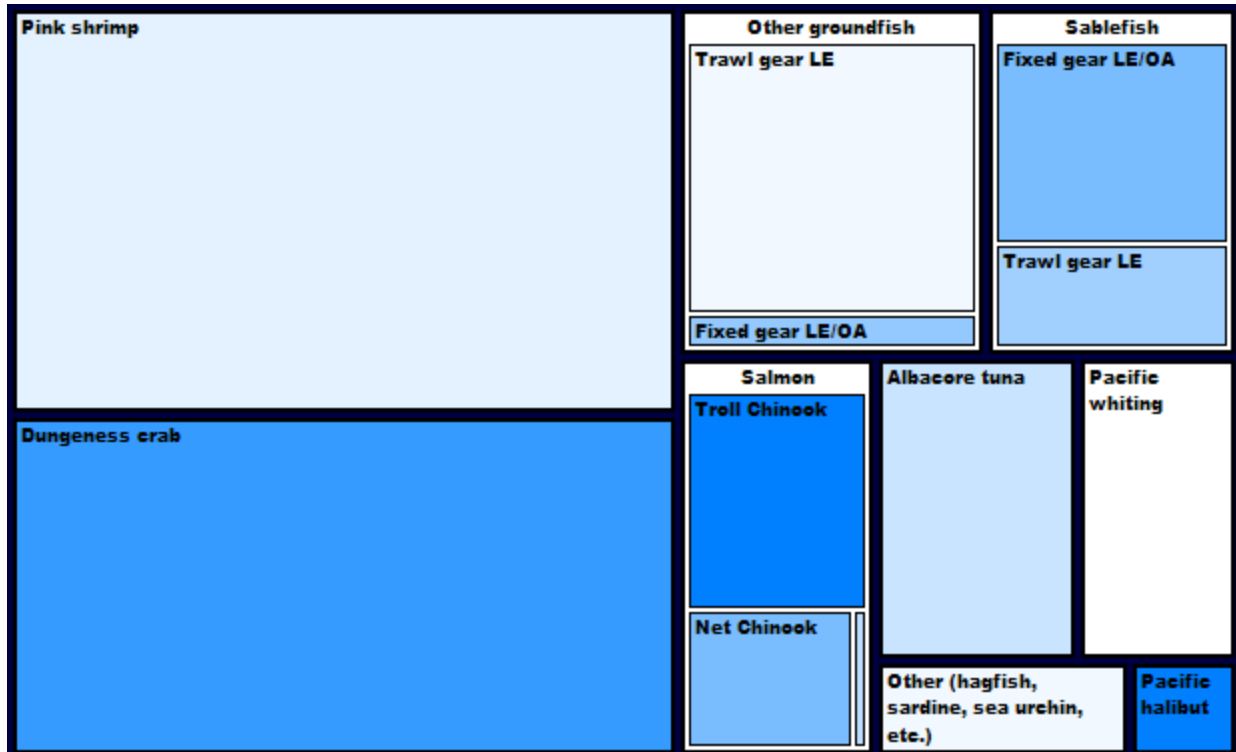 Pink shrimp
Dungeness crab
Other groundfish
Trawl gear LE
Fixed gear LE/OA
Sablefish
Fixed gear LE/OA
Trawl gear LE
Salmon
Troll Chinook
Net Chinook
Albacore tuna
Pacific
whiting
Other (hagfish,
sardine, sea urchin,
etc.)
Pacific
halibut